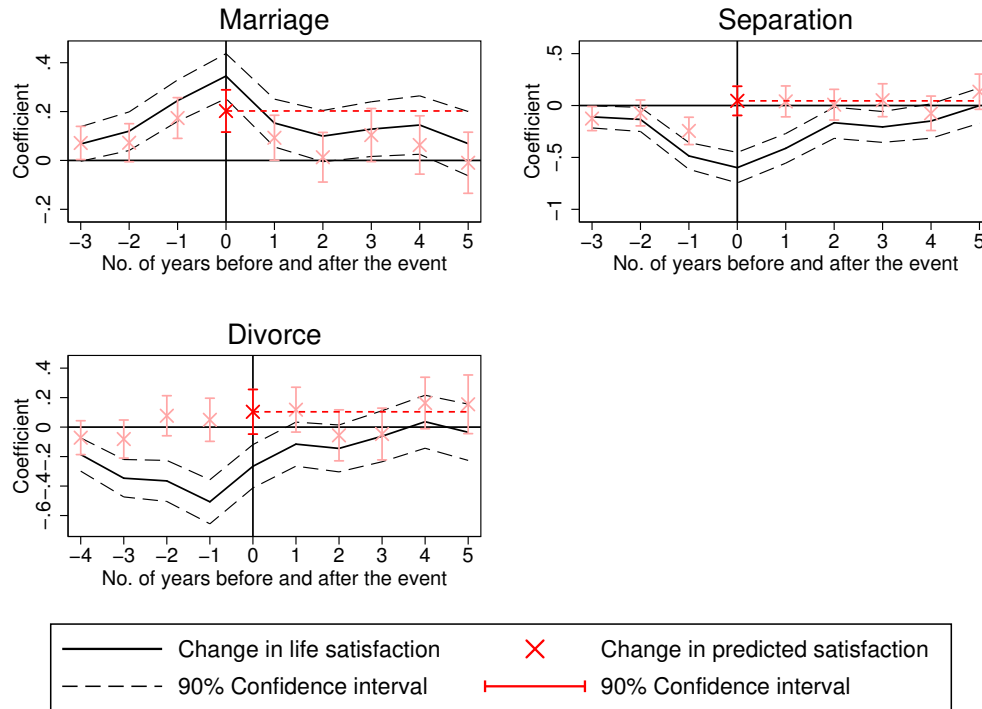 Marriage
Coefficient
.4
.2
0
-.2
−3 −2 −1 0 1 2 3 4 5
No. of years before and after the event
Separation
Coefficient
.5
0
-.5
-1
−3 −2 −1 0 1 2 3 4 5
No. of years before and after the event
Divorce
Coefficient
.4
.2
0
-.2
-.4
-.6
−4 −3 −2 −1 0 1 2 3 4 5
No. of years before and after the event
Change in life satisfaction
Change in predicted satisfaction
90% Confidence interval
90% Confidence interval